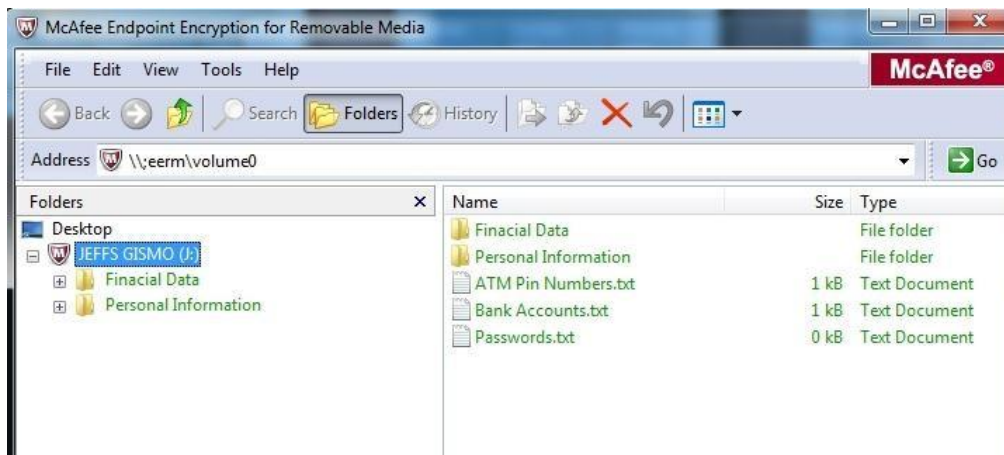 McAfee Endpoint Encryption for Removable Media
File Edit View Tools Help
McAfee®
Back Search Folders History
Address \\;eerm\volume0 Go
Folders x Name Size Type
Desktop
JEFFS GISMO (J:)
Finacial Data
Personal Information
Finacial Data File folder
Personal Information File folder
ATM Pin Numbers.txt 1 kB Text Document
Bank Accounts.txt 1 kB Text Document
Passwords.txt 0 kB Text Document